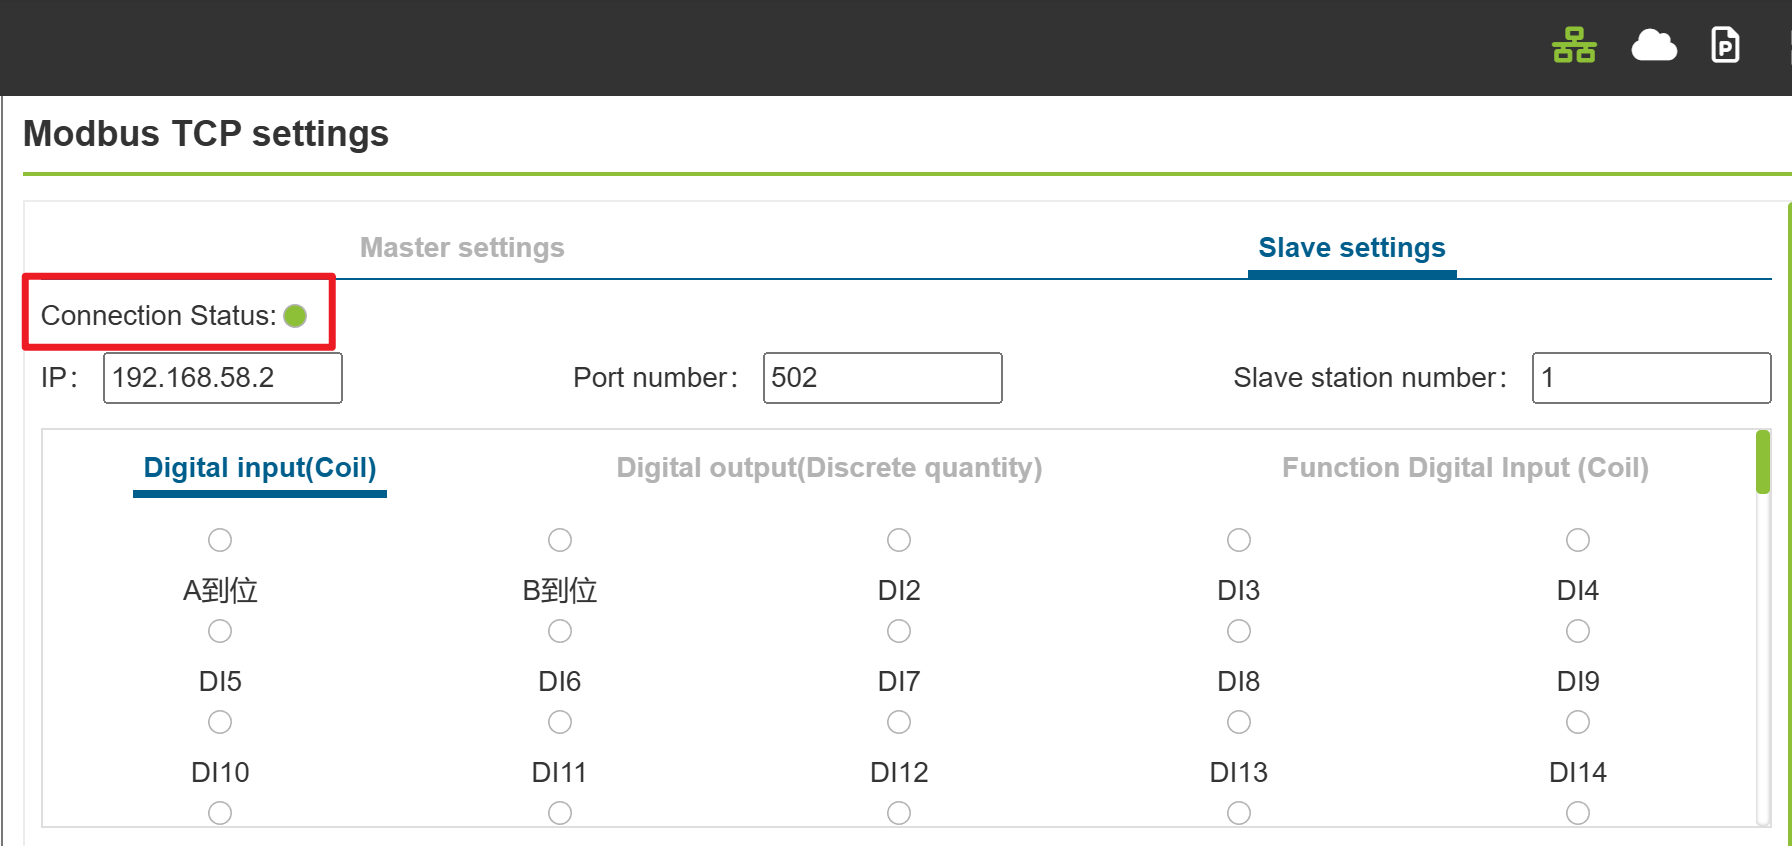 P
Modbus TCP settings
Master settings
Slave settings
Connection Status:
IP：
192.168.58.2
Port number：
502
Slave station number：
1
Digital input(Coil)
Digital output(Discrete quantity)
Function Digital Input (Coil)
A到位
B到位
DI2
DI3
DI4
DI5
DI6
DI7
DI8
DI9
DI10
DI11
DI12
DI13
DI14